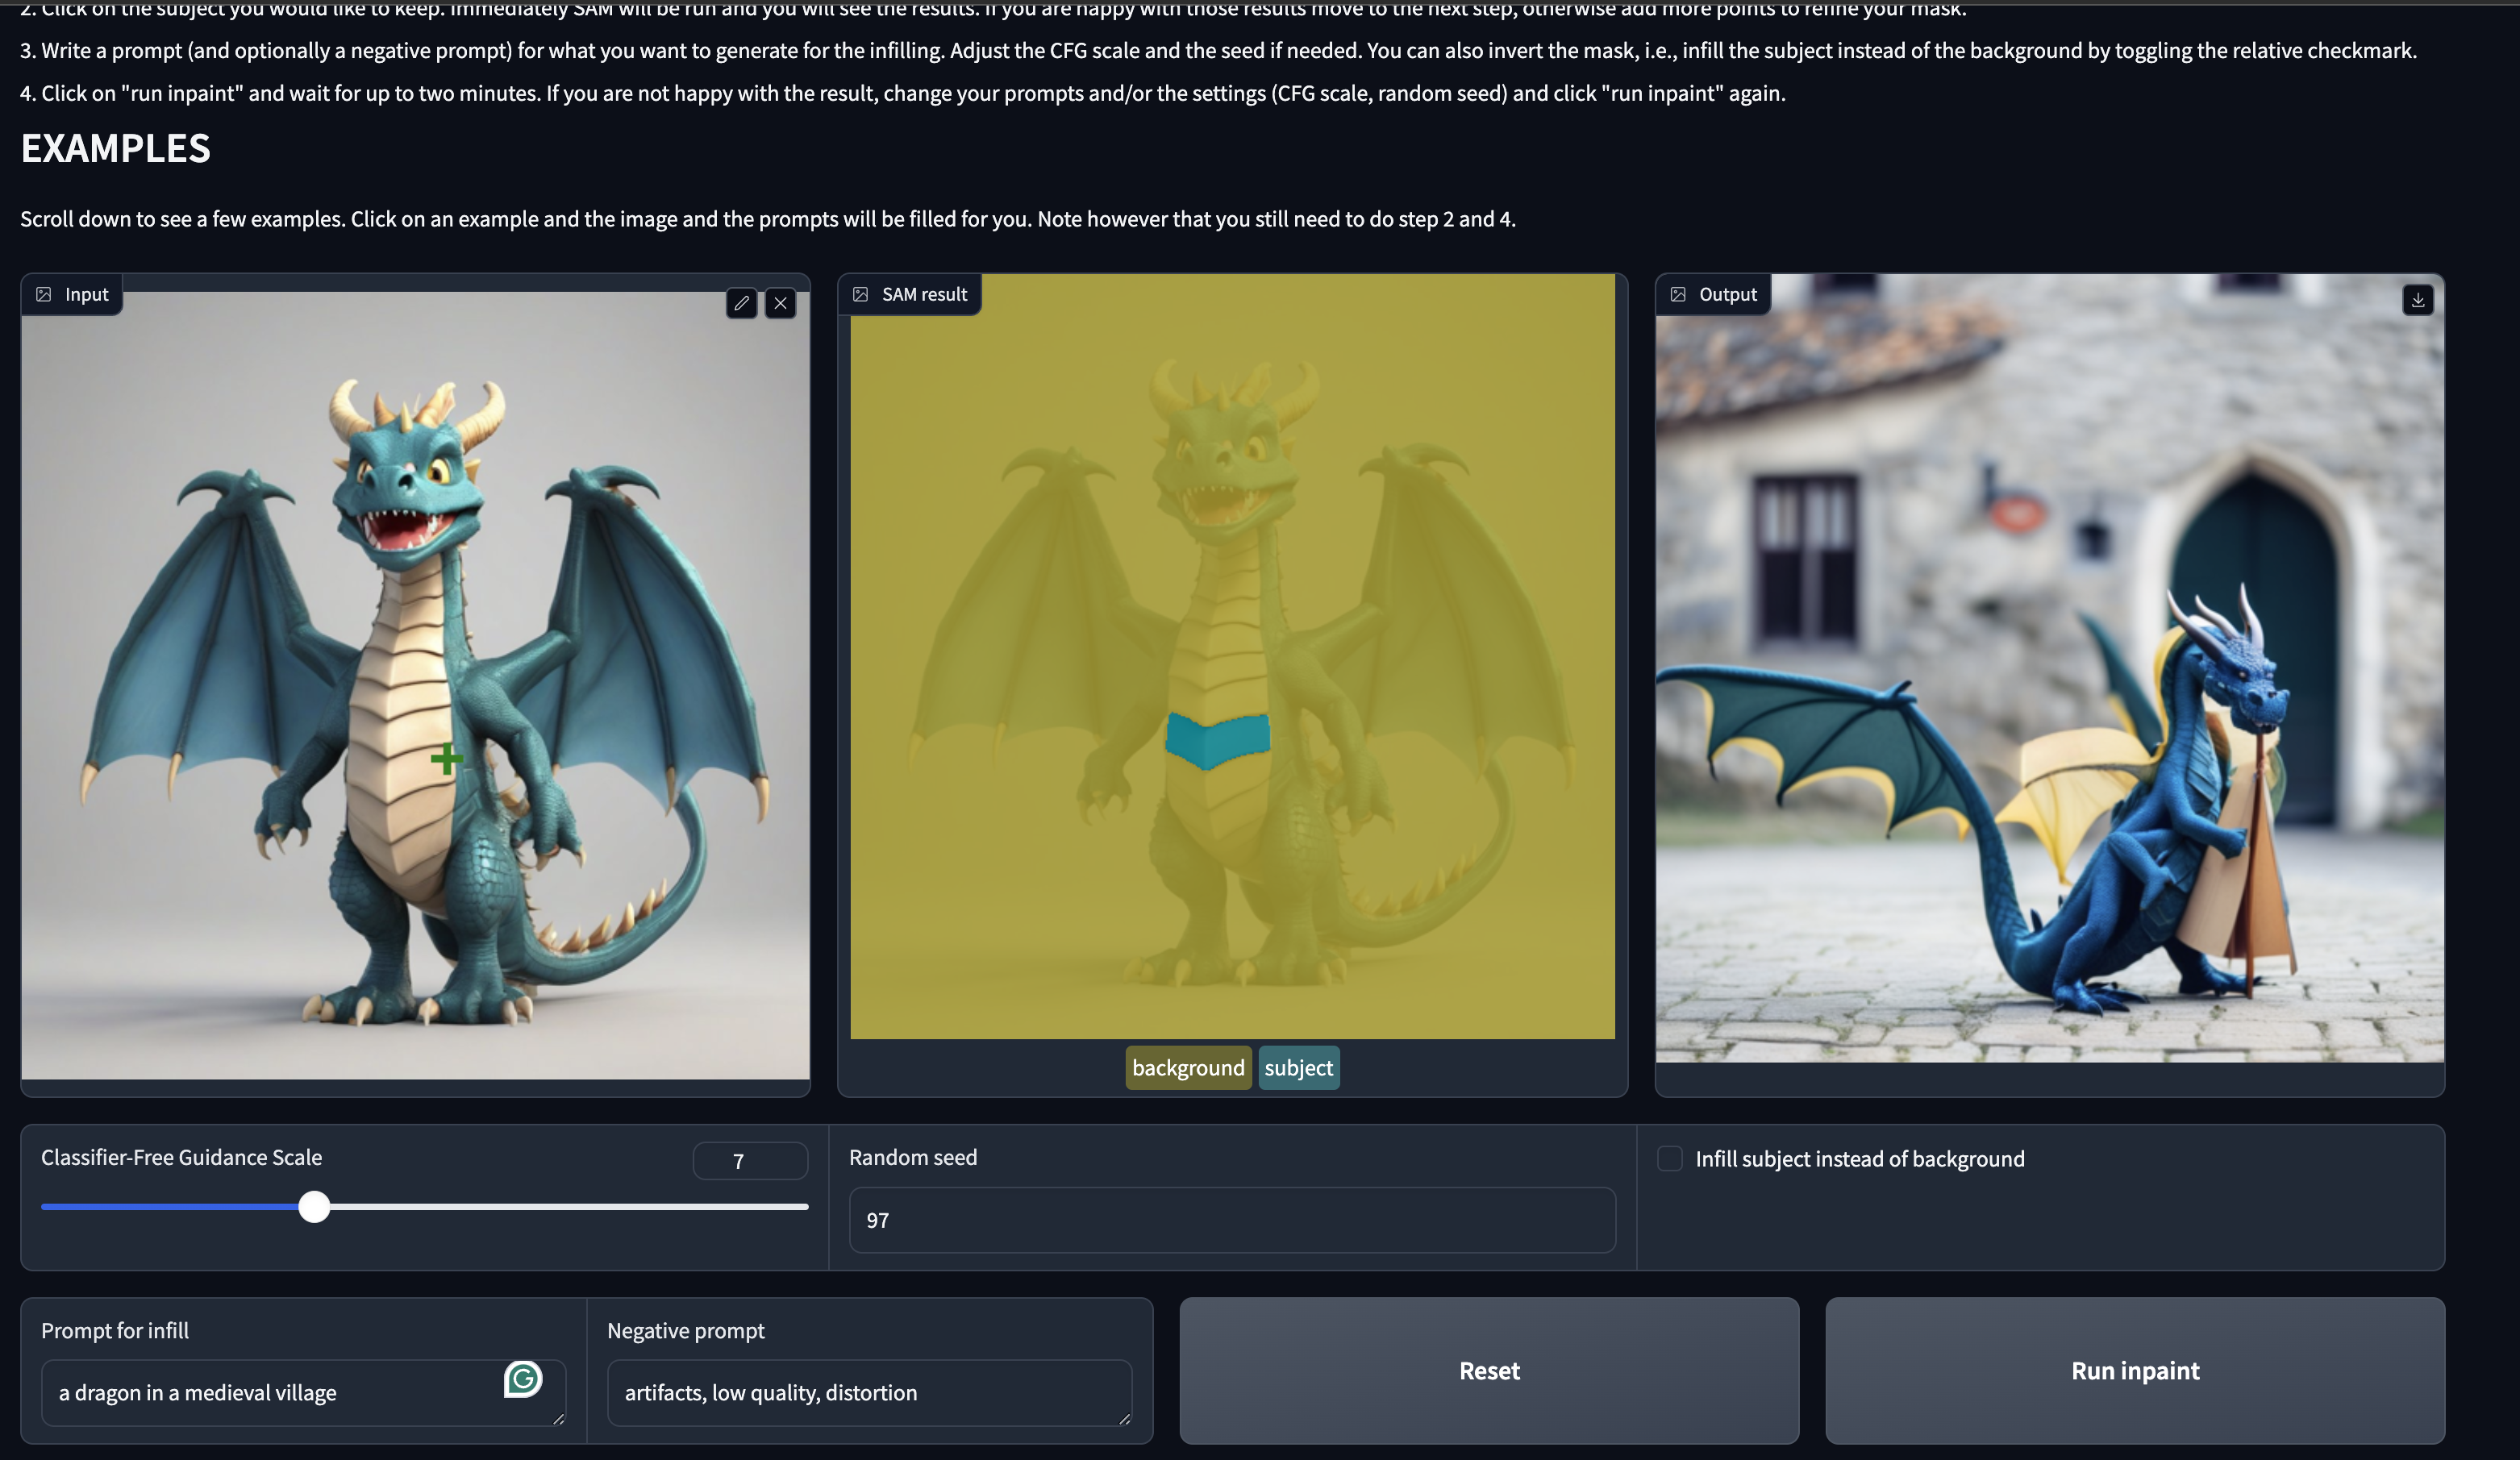 2. Click on the subject you would like to keep. Immediately SAM will be run and you will see the results. If you are happy with those results move to the next step, otherwise add more points to refine your mask.
3. Write a prompt (and optionally a negative prompt) for what you want to generate for the infilling. Adjust the CFG scale and the seed if needed. You can also invert the mask, i.e., infill the subject instead of the background by toggling the relative checkmark.
4. Click on "run inpaint" and wait for up to two minutes. If you are not happy with the result, change your prompts and/or the settings (CFG scale, random seed) and click "run inpaint" again.
EXAMPLES
Scroll down to see a few examples. Click on an example and the image and the prompts will be filled for you. Note however that you still need to do step 2 and 4.
Input
SAM result
Output
background subject
Classifier-Free Guidance Scale
7
Random seed
97
Infill subject instead of background
Prompt for infill
a dragon in a medieval village
Negative prompt
artifacts, low quality, distortion
Reset
Run inpaint